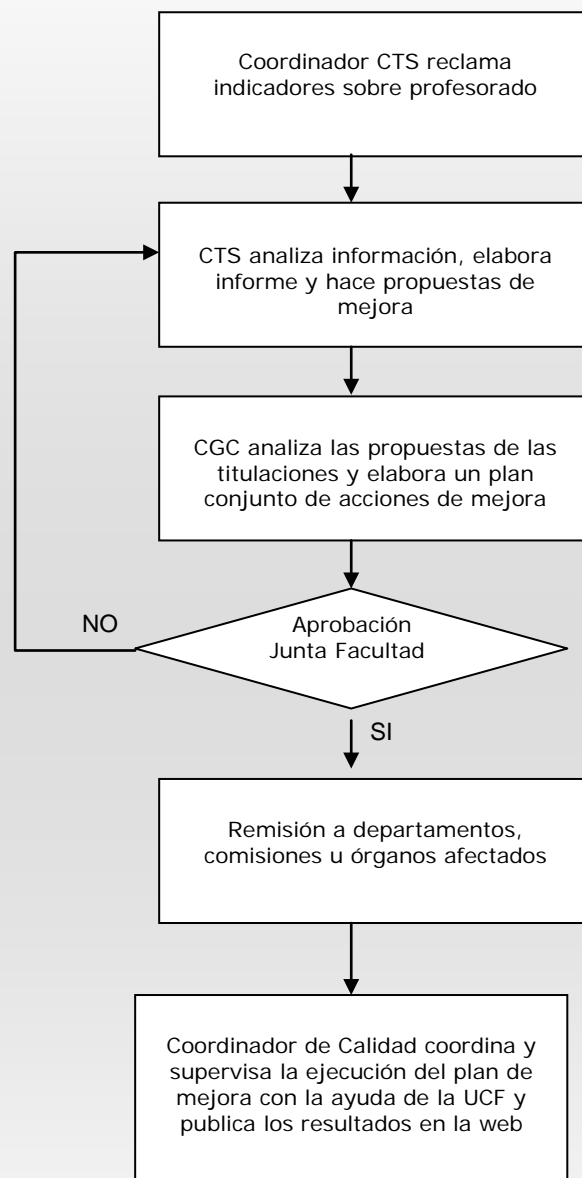 Coordinador CTS reclama
indicadores sobre profesorado
CTS analiza información, elabora
informe y hace propuestas de
mejora
CGC analiza las propuestas de las
titulaciones y elabora un plan
conjunto de acciones de mejora
NO
Aprobación
Junta Facultad
SI
Remisión a departamentos,
comisiones u órganos afectados
Coordinador de Calidad coordina y
supervisa la ejecución del plan de
mejora con la ayuda de la UCF y
publica los resultados en la web